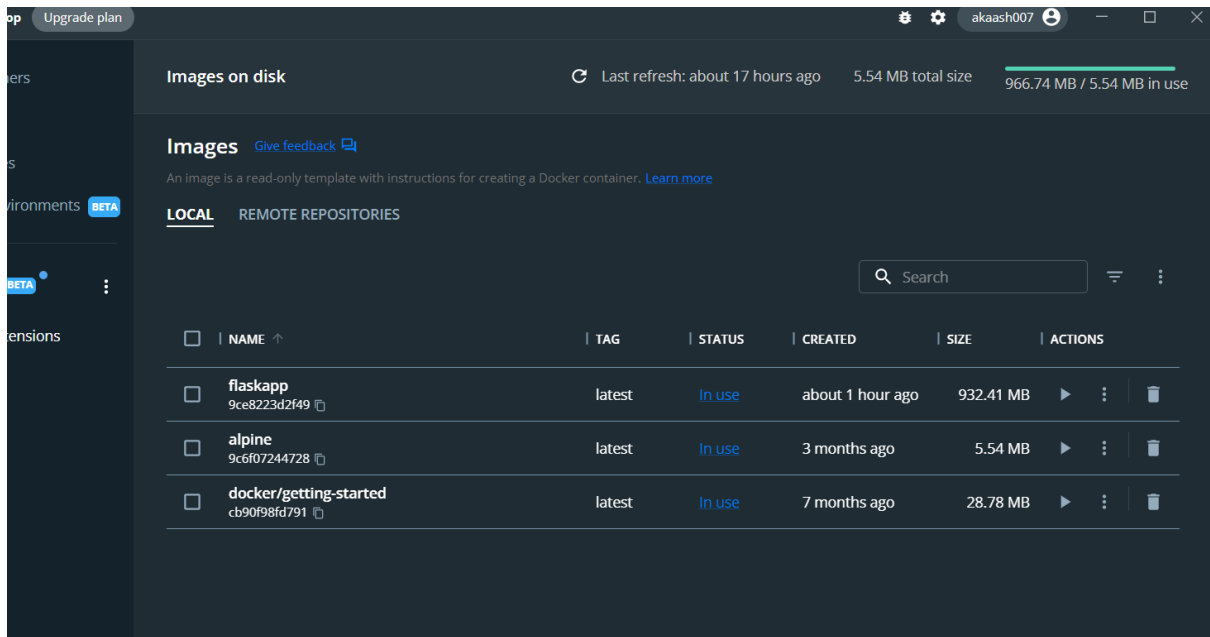 op Upgrade plan akaash007
ners
Images on disk Last refresh: about 17 hours ago 5.54 MB total size 966.74 MB / 5.54 MB in use
Images Give feedback
es
An image is a read-only template with instructions for creating a Docker container. Learn more
vironments BETA
LOCAL REMOTE REPOSITORIES
BETA
Search
tensions
NAME TAG STATUS CREATED SIZE ACTIONS
flaskapp
9ce8223d2f49
latest In use about 1 hour ago 932.41 MB
alpine
9c6f07244728
latest In use 3 months ago 5.54 MB
docker/getting-started
cb90f98fd791
latest In use 7 months ago 28.78 MB